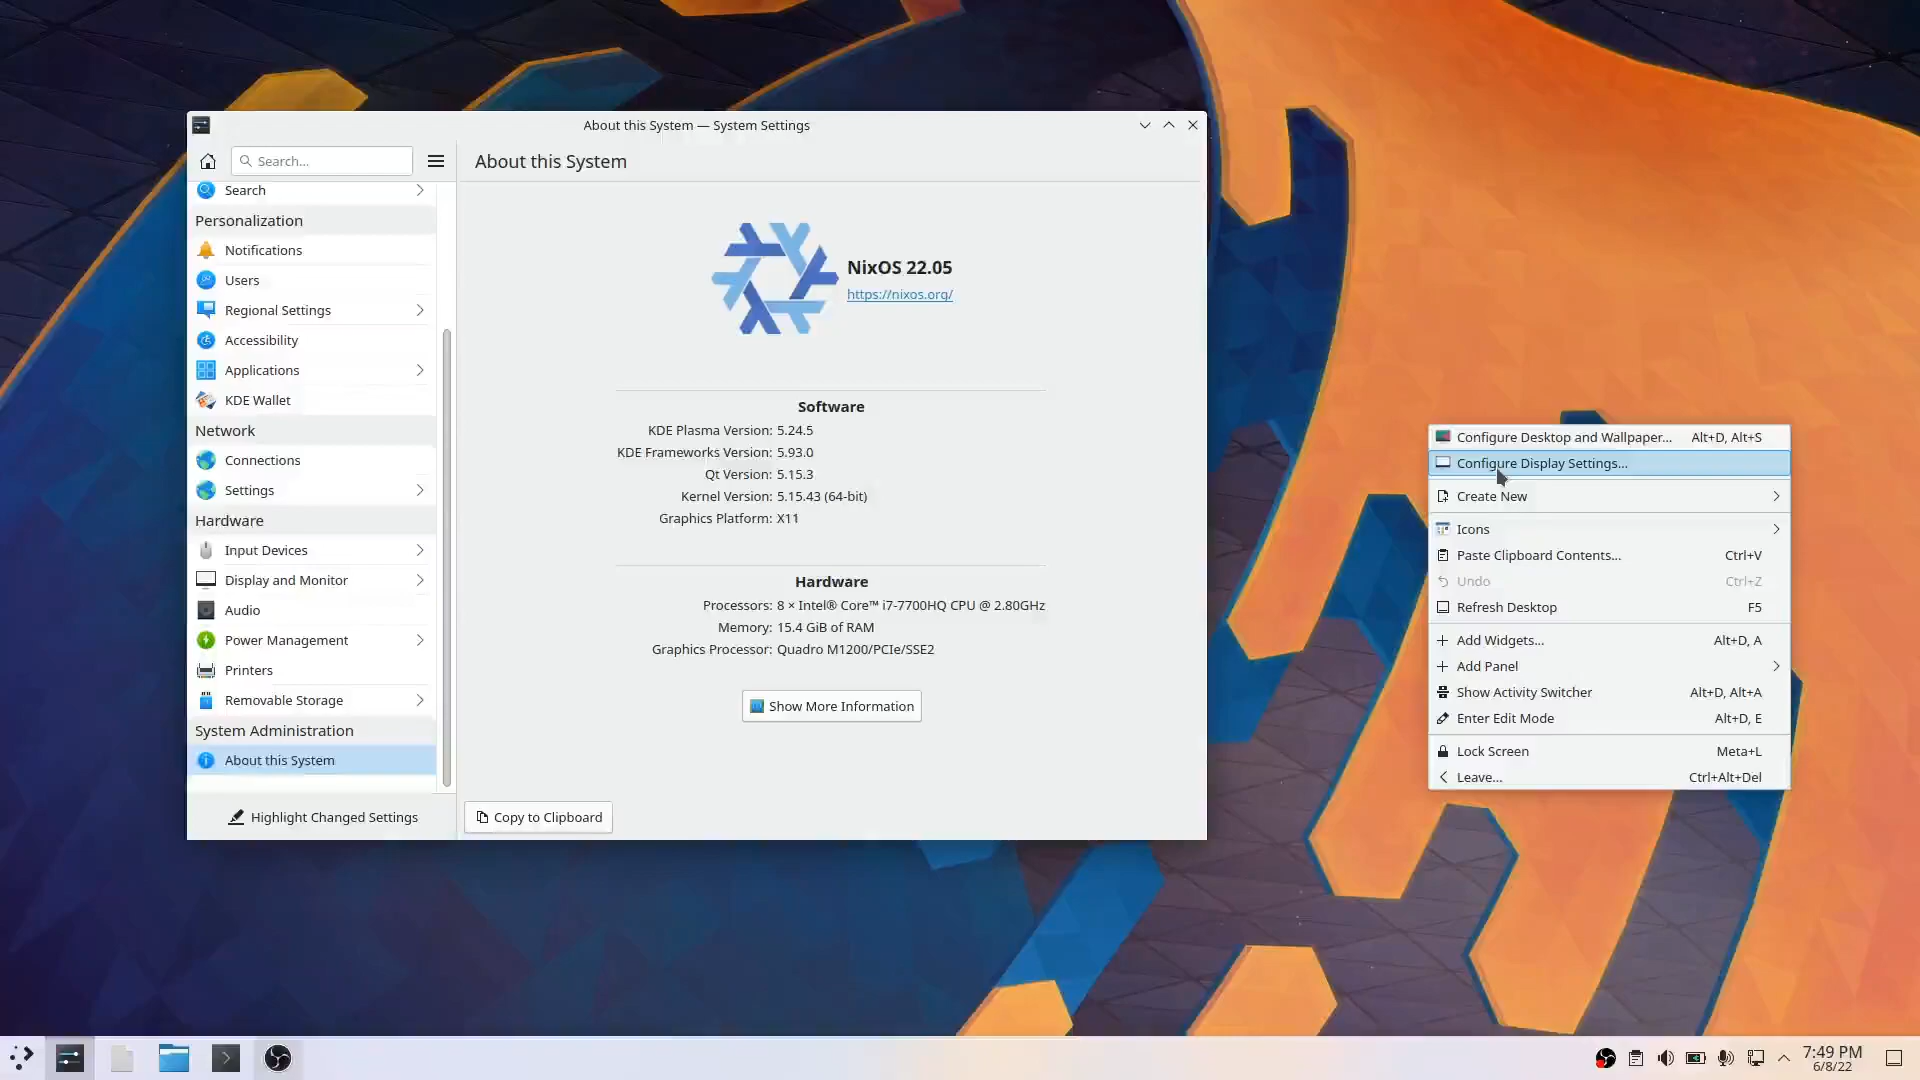 About this System — System Settings
Search...
About this System
Search
Personalization
Notifications
Users
Regional Settings
Accessibility
Applications
KDE Wallet
Network
Connections
Settings
Hardware
Input Devices
Display and Monitor
Audio
Power Management
Printers
Removable Storage
System Administration
About this System
Highlight Changed Settings
NixOS 22.05
https://nixos.org/
Software
KDE Plasma Version: 5.24.5
KDE Frameworks Version: 5.93.0
Qt Version: 5.15.3
Kernel Version: 5.15.43 (64-bit)
Graphics Platform: X11
Hardware
Processors: 8 × Intel® Core™ i7-7700HQ CPU @ 2.80GHz
Memory: 15.4 GiB of RAM
Graphics Processor: Quadro M1200/PCIe/SSE2
Show More Information
Copy to Clipboard
Configure Desktop and Wallpaper... Alt+D, Alt+S
Configure Display Settings...
Create New
Icons
Paste Clipboard Contents... Ctrl+V
Undo Ctrl+Z
Refresh Desktop F5
Add Widgets... Alt+D, A
Add Panel
Show Activity Switcher Alt+D, Alt+A
Enter Edit Mode Alt+D, E
Lock Screen Meta+L
Leave... Ctrl+Alt+Del
7:49 PM
6/8/22